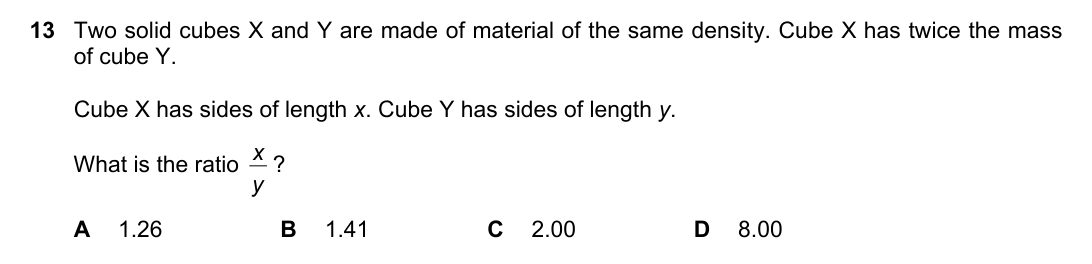 13 Two solid cubes X and Y are made of material of the same density. Cube X has twice the mass
of cube Y.
Cube X has sides of length x. Cube Y has sides of length y.
What is the ratio x/y ?
A 1.26 B 1.41 C 2.00 D 8.00